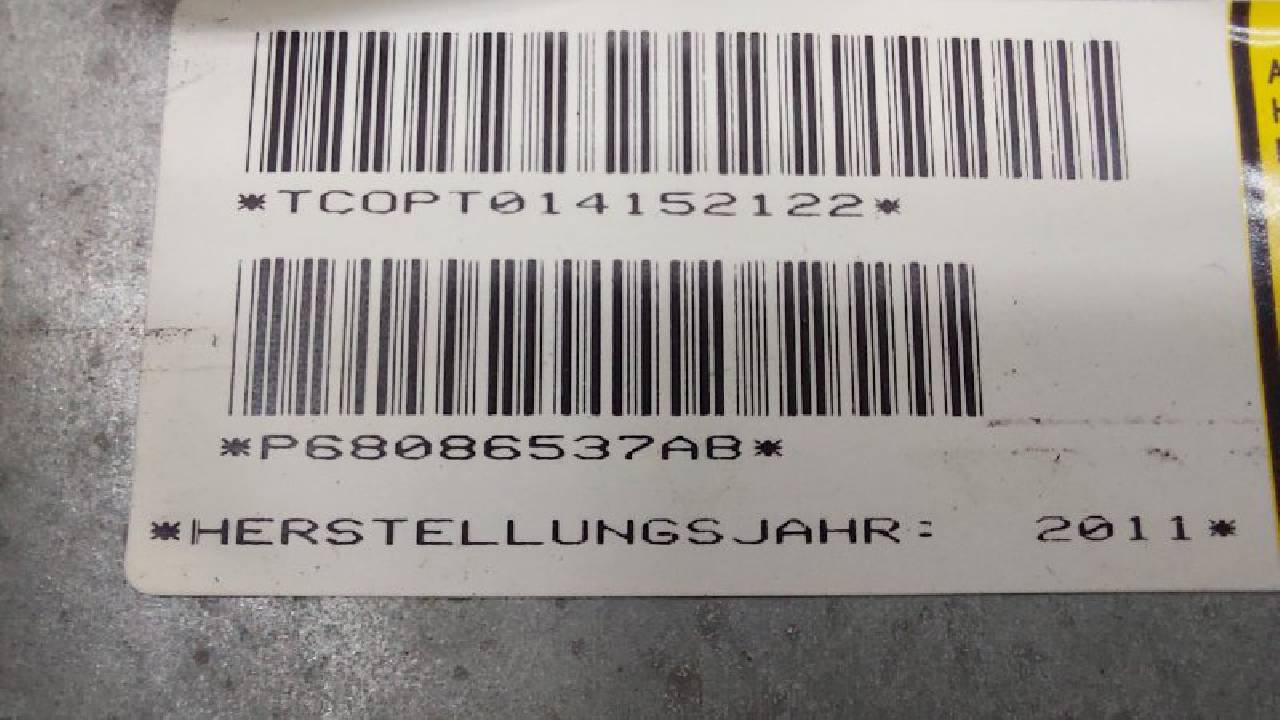 *TCOPT014152122*
*P68086537AB*
*HERSTELLUNGSJAHR: 2011*